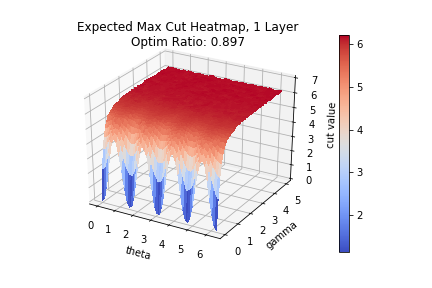 Expected Max Cut Heatmap, 1 Layer
Optim Ratio: 0.897
0 1 2 3 4 5 6
theta
0 1 2 3 4 5
gamma
0 1 2 3 4 5 6 7
cut value
6
5
4
3
2